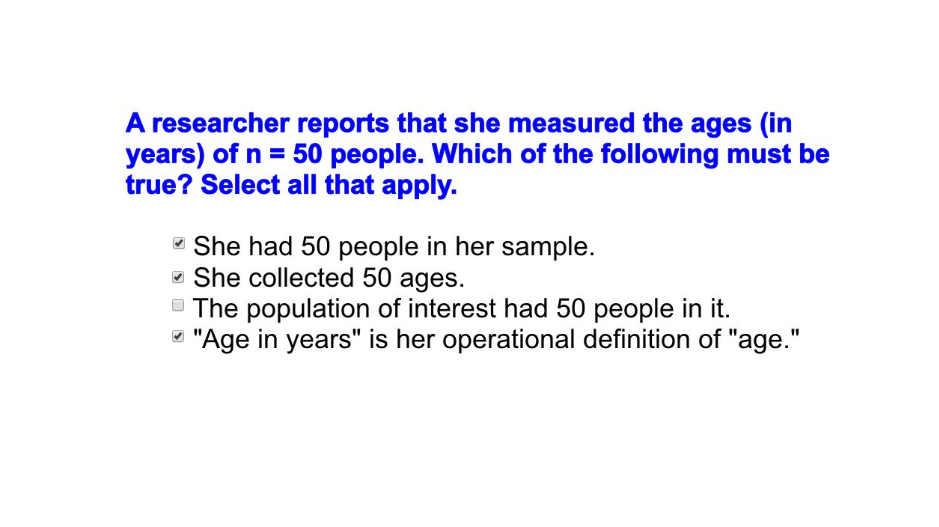 A researcher reports that she measured the ages (in
years) of n = 50 people. Which of the following must be
true? Select all that apply.
She had 50 people in her sample.
She collected 50 ages.
The population of interest had 50 people in it.
"Age in years" is her operational definition of "age."